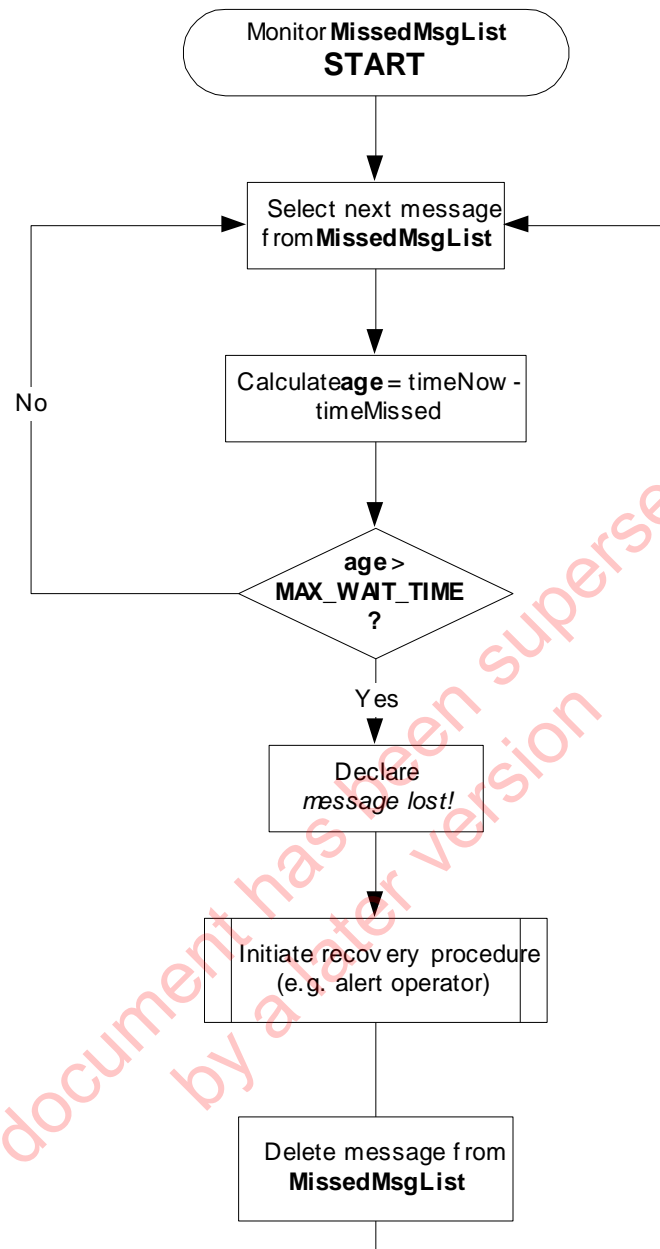 Monitor MissedMsgList
START
Select next message
from MissedMsgList
Calculate age = timeNow -
timeMissed
No
age >
MAX_WAIT_TIME
?
Yes
Declare
message lost!
Initiate recovery procedure
(e.g. alert operator)
Delete message from
MissedMsgList
document has been superse
by a later version